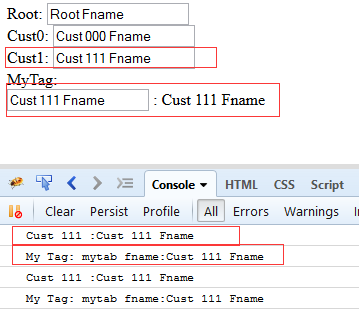 Root: Root Fname
Cust0: Cust 000 Fname
Cust1: Cust 111 Fname
MyTag:
Cust 111 Fname : Cust 111 Fname
Console HTML CSS Script
Clear Persist Profile All Errors Warnings
Cust 111 :Cust 111 Fname
My Tag: mytab fname:Cust 111 Fname
Cust 111 :Cust 111 Fname
My Tag: mytab fname:Cust 111 Fname